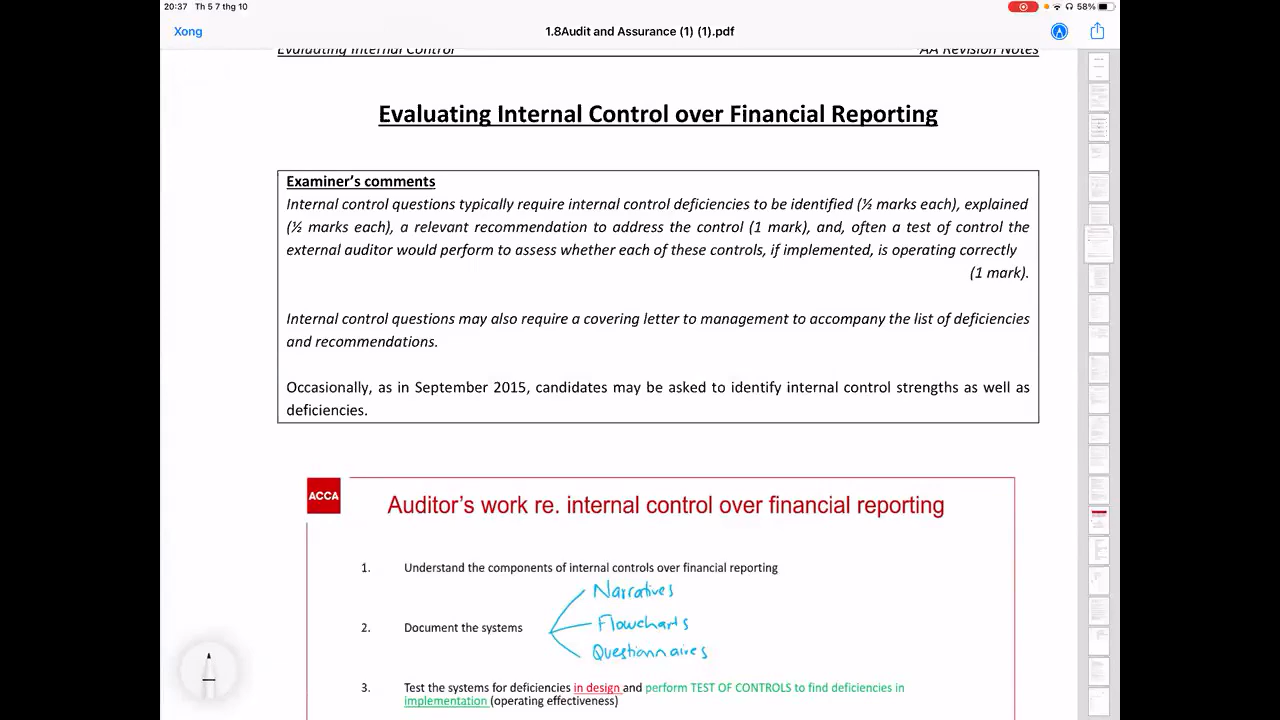 20:37 Th 5 7 thg 10
58%
Xong
1.8Audit and Assurance (1) (1).pdf
Evaluating Internal Control
AA Revision Notes
Evaluating Internal Control over Financial Reporting
Examiner's comments
Internal control questions typically require internal control deficiencies to be identified (½ marks each), explained
(½ marks each), a relevant recommendation to address the control (1 mark), and often a test of control the
external auditor would perform to assess whether each of these controls, if implemented, is operating correctly
(1 mark).
Internal control questions may also require a covering letter to management to accompany the list of deficiencies
and recommendations.
Occasionally, as in September 2015, candidates may be asked to identify internal control strengths as well as
deficiencies.
ACCA
Auditor's work re. internal control over financial reporting
1. Understand the components of internal controls over financial reporting
Narratives
2. Document the systems
Flowcharts
Questionnaires
3. Test the systems for deficiencies in design and perform TEST OF CONTROLS to find deficiencies in
implementation (operating effectiveness)